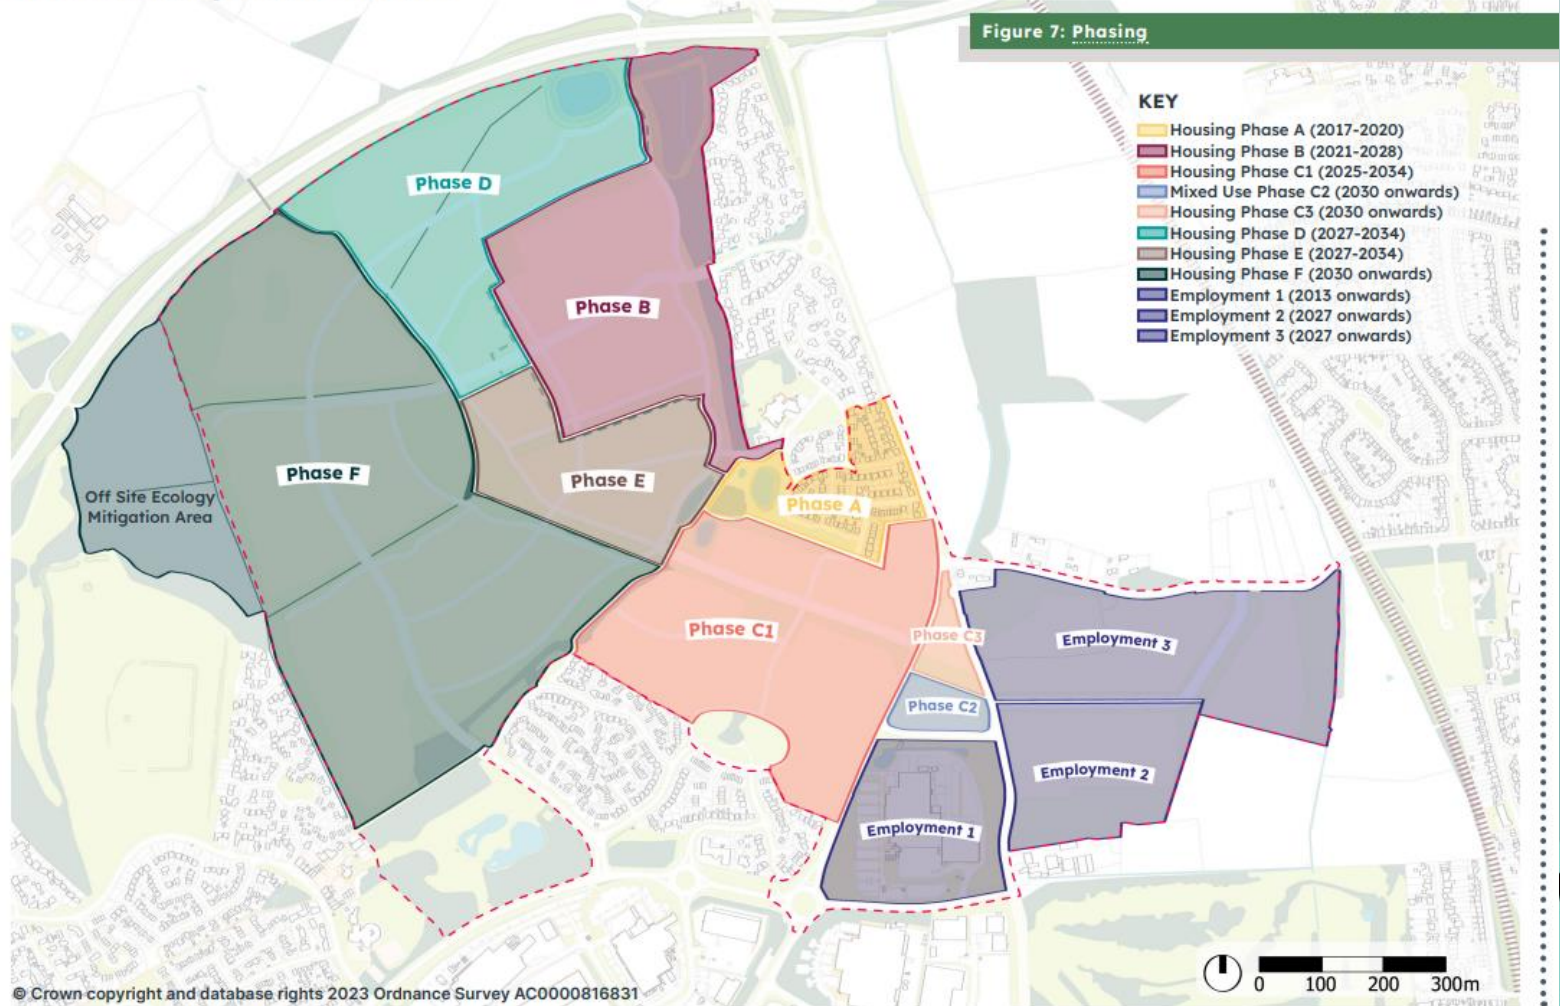 Figure 7: Phasing
KEY
Housing Phase A (2017-2020)
Housing Phase B (2021-2028)
Housing Phase C1 (2025-2034)
Mixed Use Phase C2 (2030 onwards)
Housing Phase C3 (2030 onwards)
Housing Phase D (2027-2034)
Housing Phase E (2027-2034)
Housing Phase F (2030 onwards)
Employment 1 (2013 onwards)
Employment 2 (2027 onwards)
Employment 3 (2027 onwards)
Phase D
Phase B
Phase F
Phase E
Off Site Ecology
Mitigation Area
Phase A
Phase C1
Phase C3
Employment 3
Phase C2
Employment 2
Employment 1
0 100 200 300m
© Crown copyright and database rights 2023 Ordnance Survey AC0000816831